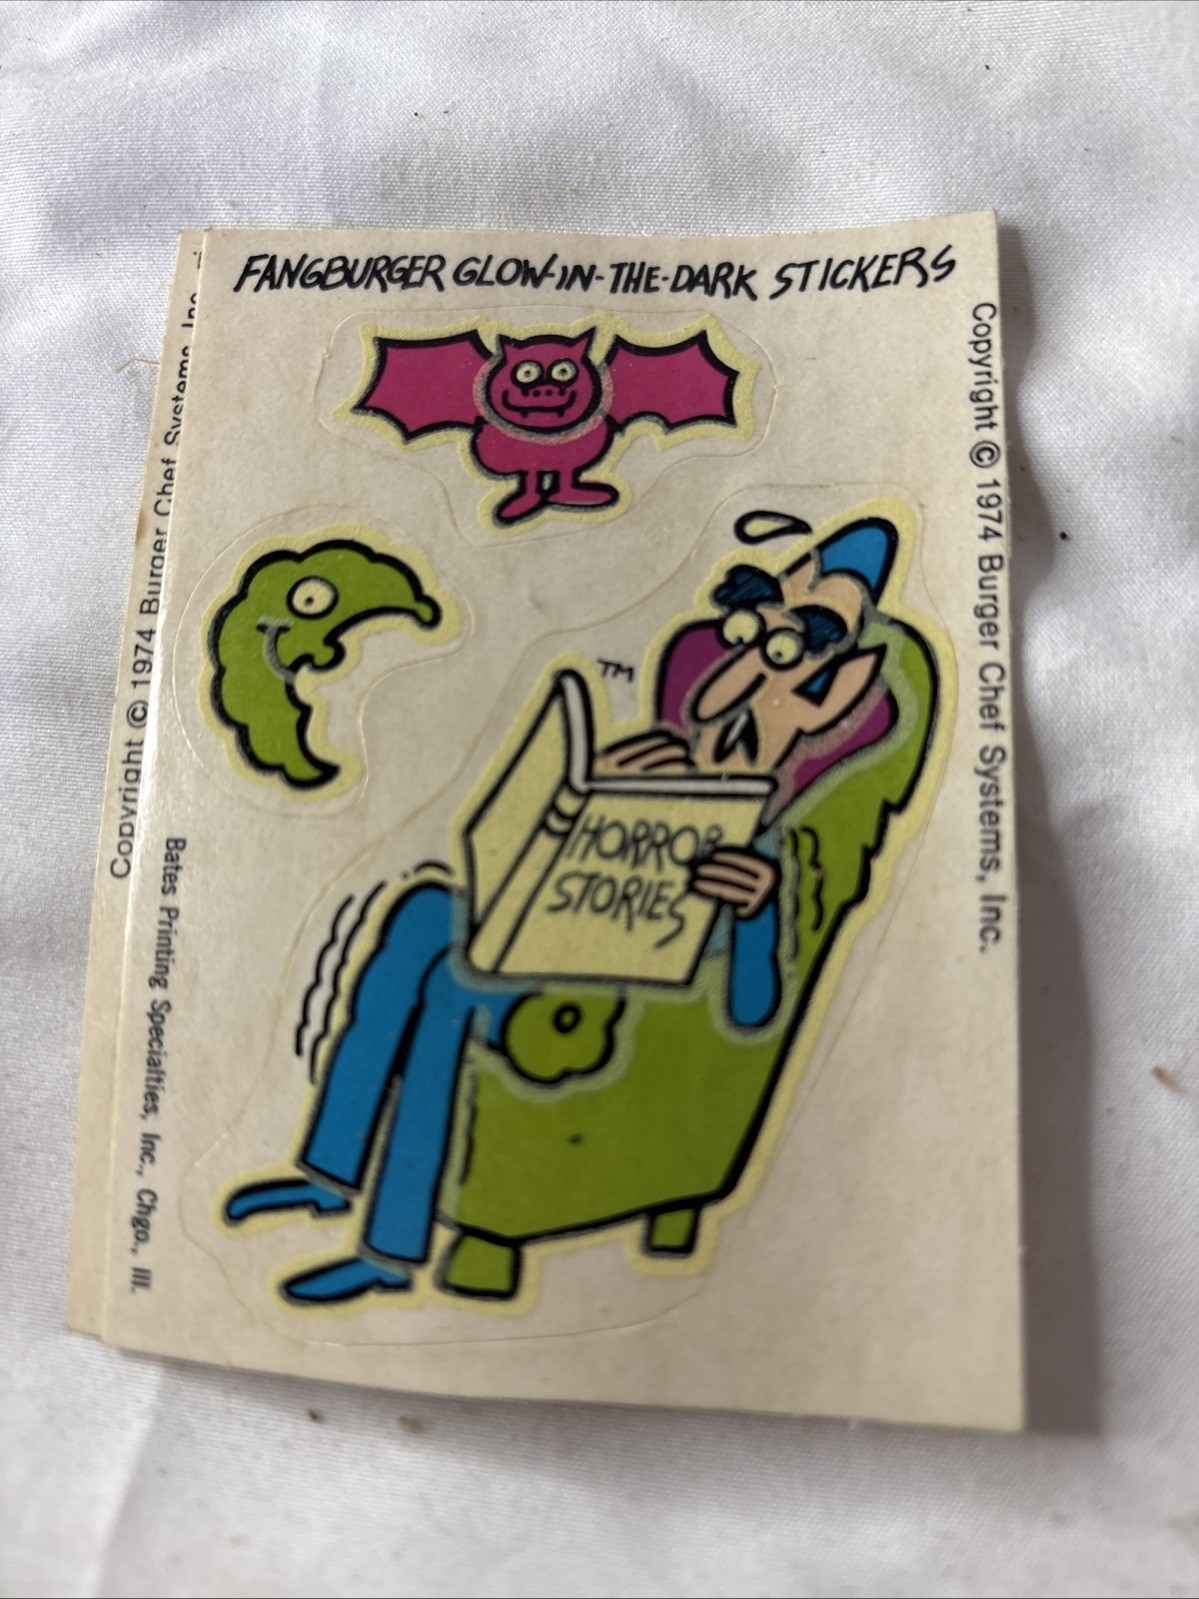 FANGBURGER GLOW-IN-THE-DARK STICKERS
Copyright © 1974 Burger Chef Systems, Inc.
TM
HORROR
STORIES
Bates Printing Specialties, Inc., Chgo., Ill.
Copyright © 1974 Burger Chef Systems, Inc.